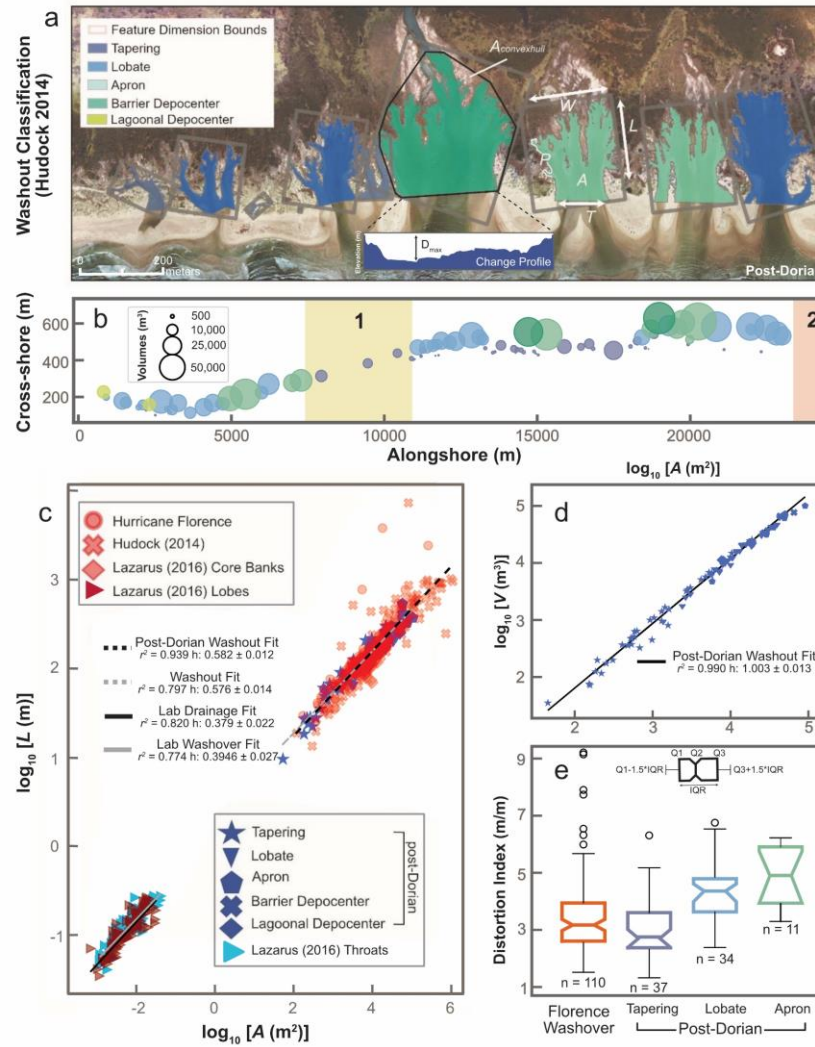 a
Washout Classification
(Hudock 2014)
Feature Dimension Bounds
Tapering
Lobate
Apron
Barrier Depocenter
Lagoonal Depocenter
Aconvexhull
W
L
P
A
T
Elevation (m)
Dmax
Change Profile
0 200
meters
Post-Dorian
b
Cross-shore (m)
600
400
200
Volumes (m³)
500
10,000
25,000
50,000
1
2
0 5000 10000 15000 20000
Alongshore (m)
log10 [A (m²)]
c
Hurricane Florence
Hudock (2014)
Lazarus (2016) Core Banks
Lazarus (2016) Lobes
Post-Dorian Washout Fit
r² = 0.939 h: 0.582 ± 0.012
Washout Fit
r² = 0.797 h: 0.576 ± 0.014
Lab Drainage Fit
r² = 0.820 h: 0.379 ± 0.022
Lab Washover Fit
r² = 0.774 h: 0.3946 ± 0.027
Tapering
Lobate
Apron
Barrier Depocenter
Lagoonal Depocenter
post-Dorian
Lazarus (2016) Throats
log10 [L (m)]
3
2
1
0
-1
-2 0 2 4 6
log10 [A (m²)]
d
log10 [V (m³)]
5
4
3
2
Post-Dorian Washout Fit
r² = 0.990 h: 1.003 ± 0.013
2 3 4 5
e
Distortion Index (m/m)
9
7
5
3
1
Q1 Q2 Q3
Q1-1.5*IQR
Q3+1.5*IQR
IQR
n = 110
n = 37
n = 34
n = 11
Florence
Washover
Tapering Lobate Apron
Post-Dorian